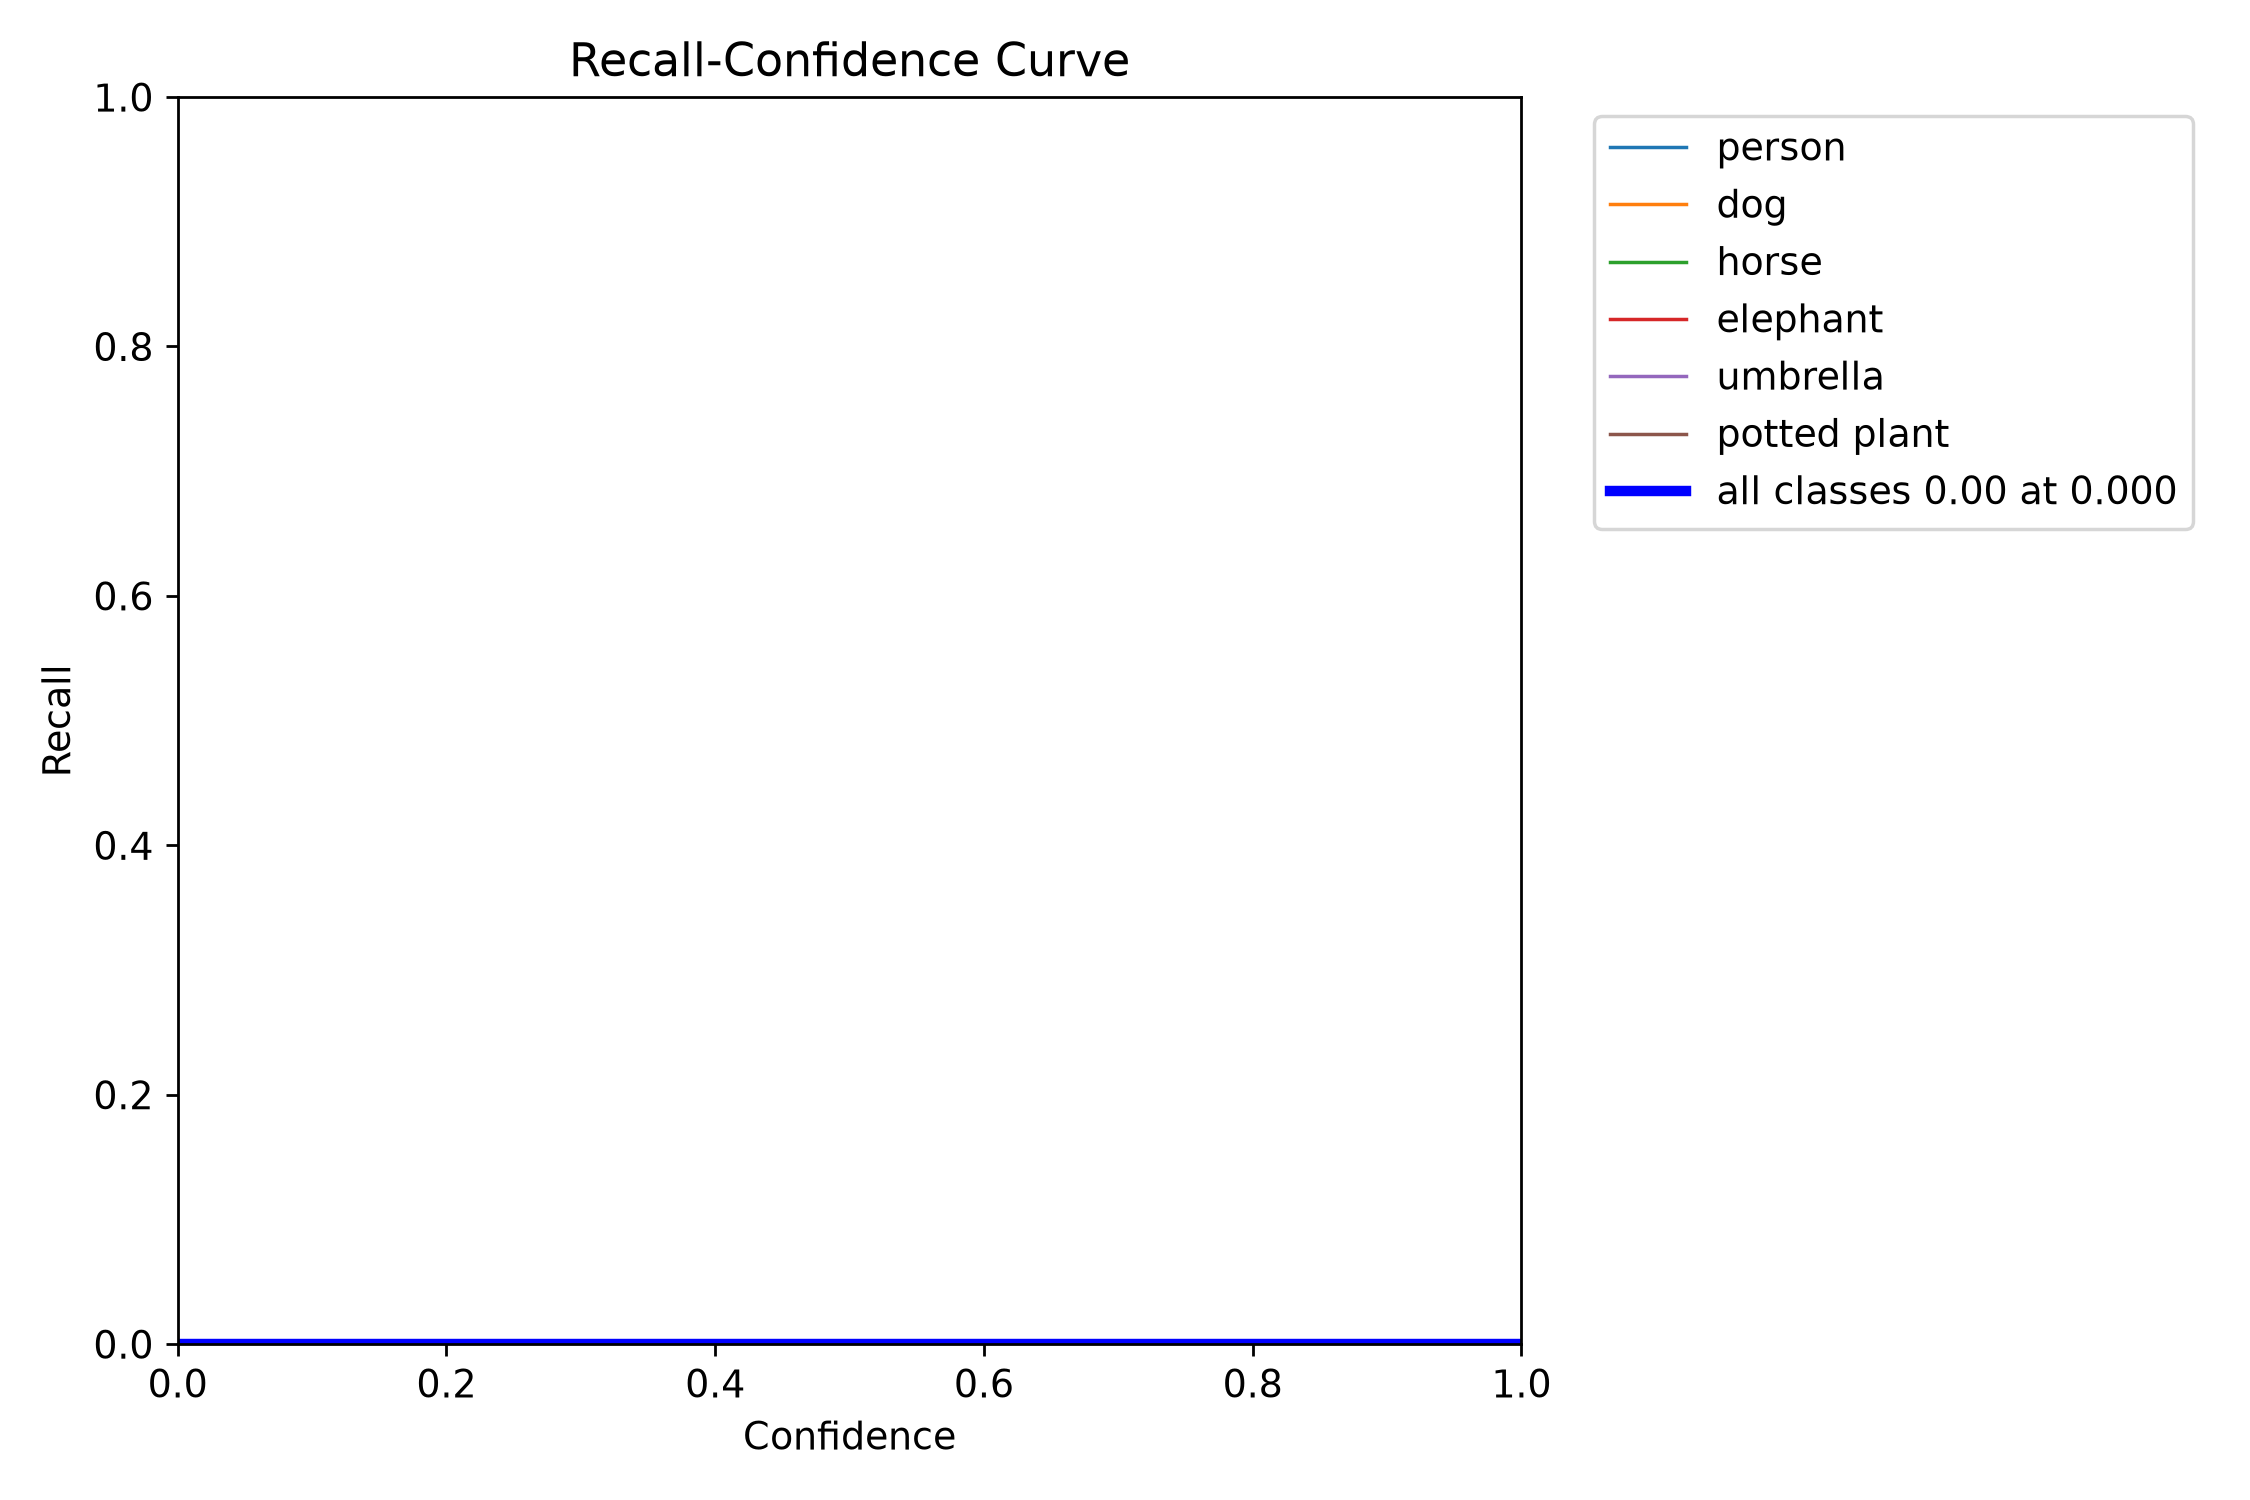 Recall-Confidence Curve
1.0
0.8
0.6
0.4
0.2
0.0
Recall
0.0 0.2 0.4 0.6 0.8 1.0
Confidence
person
dog
horse
elephant
umbrella
potted plant
all classes 0.00 at 0.000